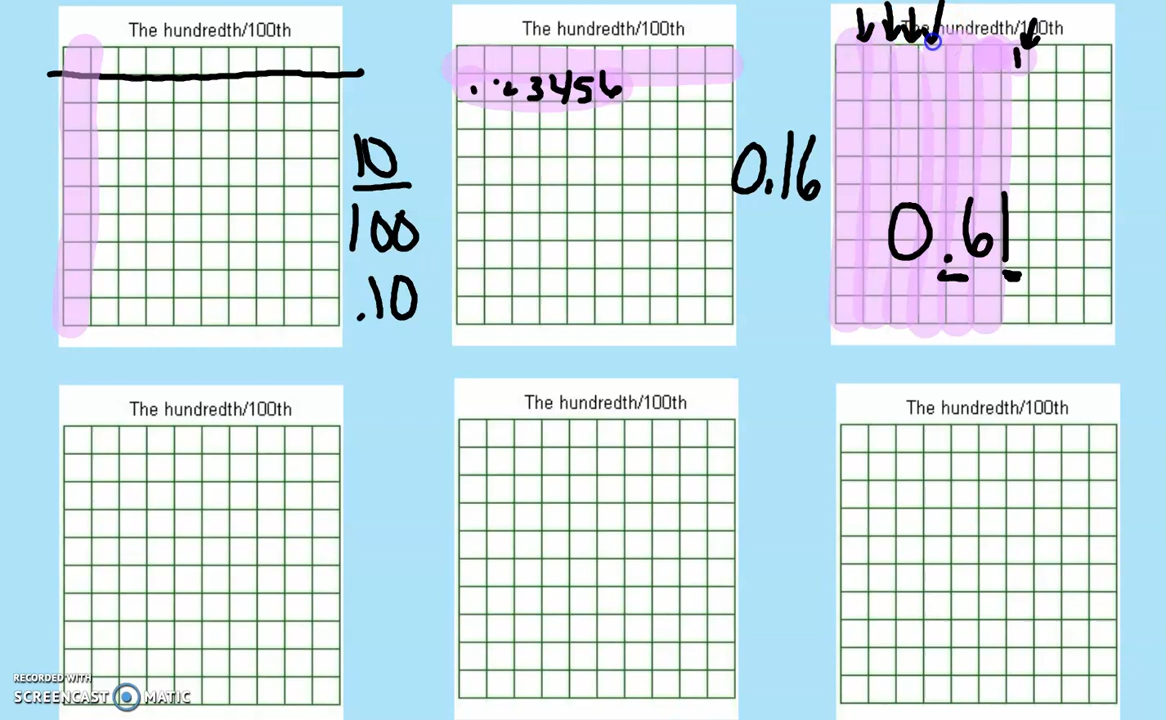 The hundredth/100th
The hundredth/100th
The hundredth/100th
3456
10
100
.10
0.16
0.61
The hundredth/100th
The hundredth/100th
The hundredth/100th
RECORDED WITH
SCREENCAST MATIC